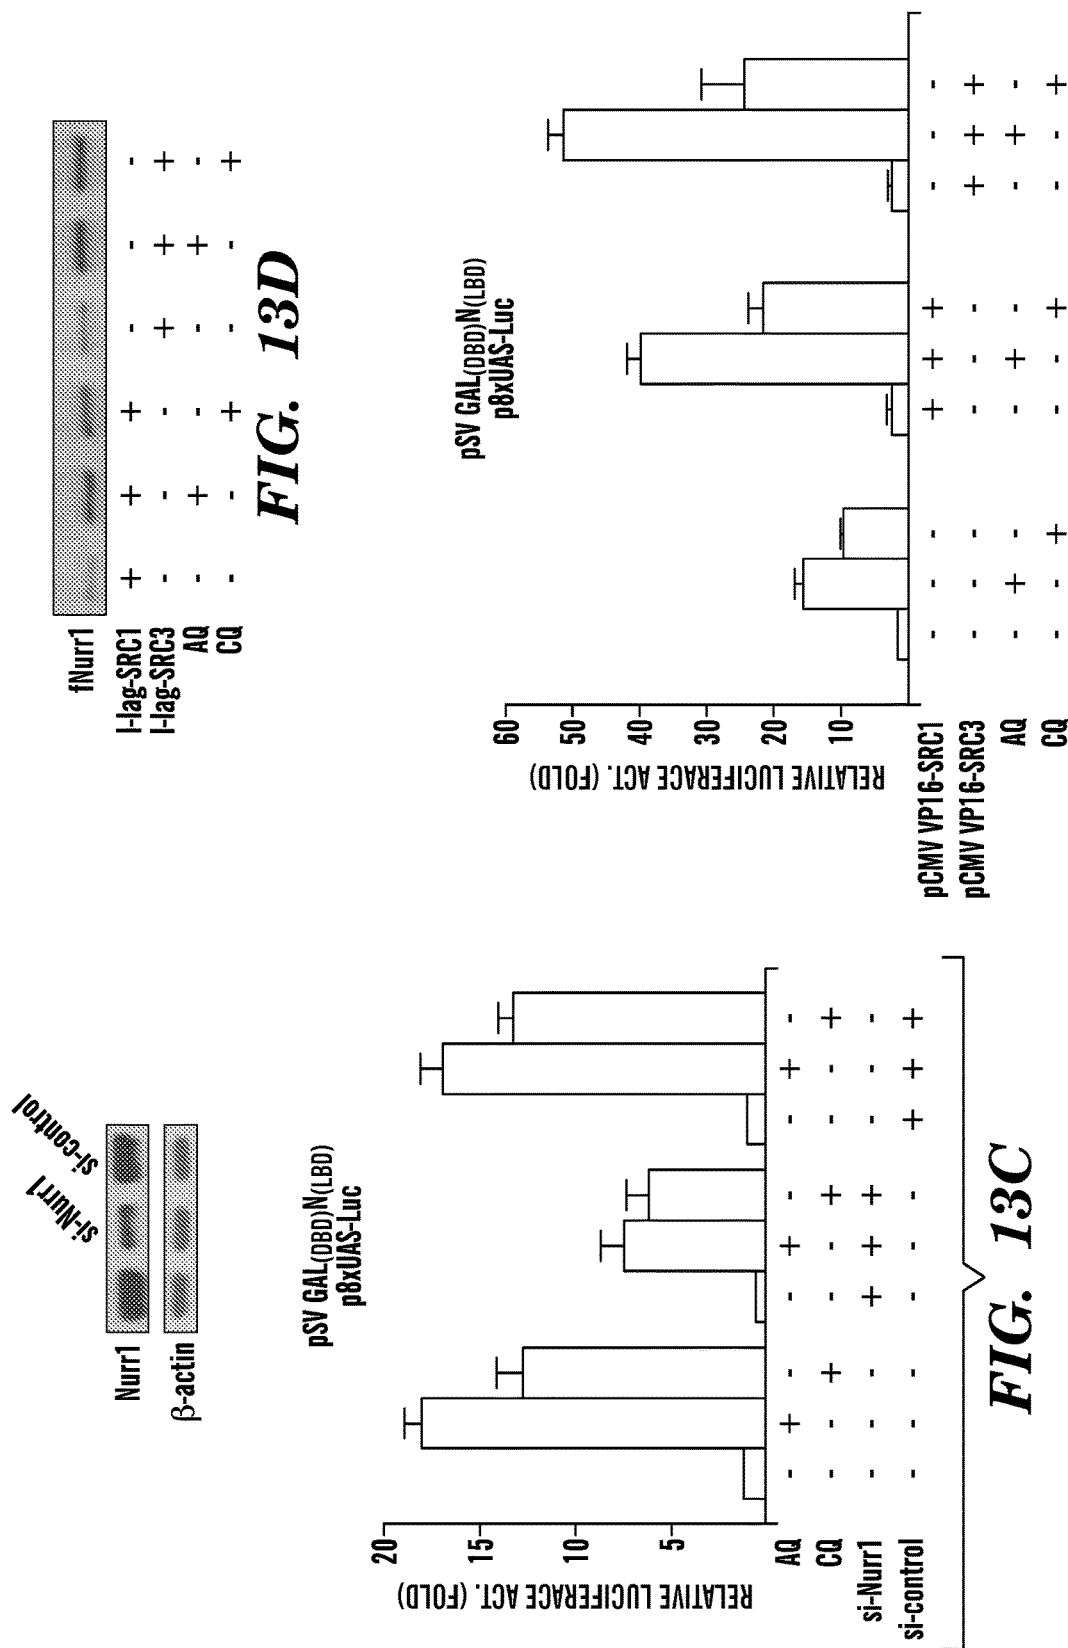 si-Nurr1
si-control
Nurr1
β-actin
pSV GAL(DBD)N(LBD)
p8xUAS-Luc
RELATIVE LUCIFERACE ACT. (FOLD)
20
15
10
5
AQ - + - - + - - + -
CQ - - + - - + - - +
si-Nurr1 - - - + + + - - -
si-control - - - - - - + + +
FIG. 13C
fNurr1
I-lag-SRC1 + + + - - -
I-lag-SRC3 - - - + + +
AQ - + - - + -
CQ - - + - - +
FIG. 13D
pSV GAL(DBD)N(LBD)
p8xUAS-Luc
RELATIVE LUCIFERACE ACT. (FOLD)
60
50
40
30
20
10
pCMV VP16-SRC1 - - - + + + - - -
pCMV VP16-SRC3 - - - - - - + + +
AQ - + - - + - - + -
CQ - - + - - + - - +